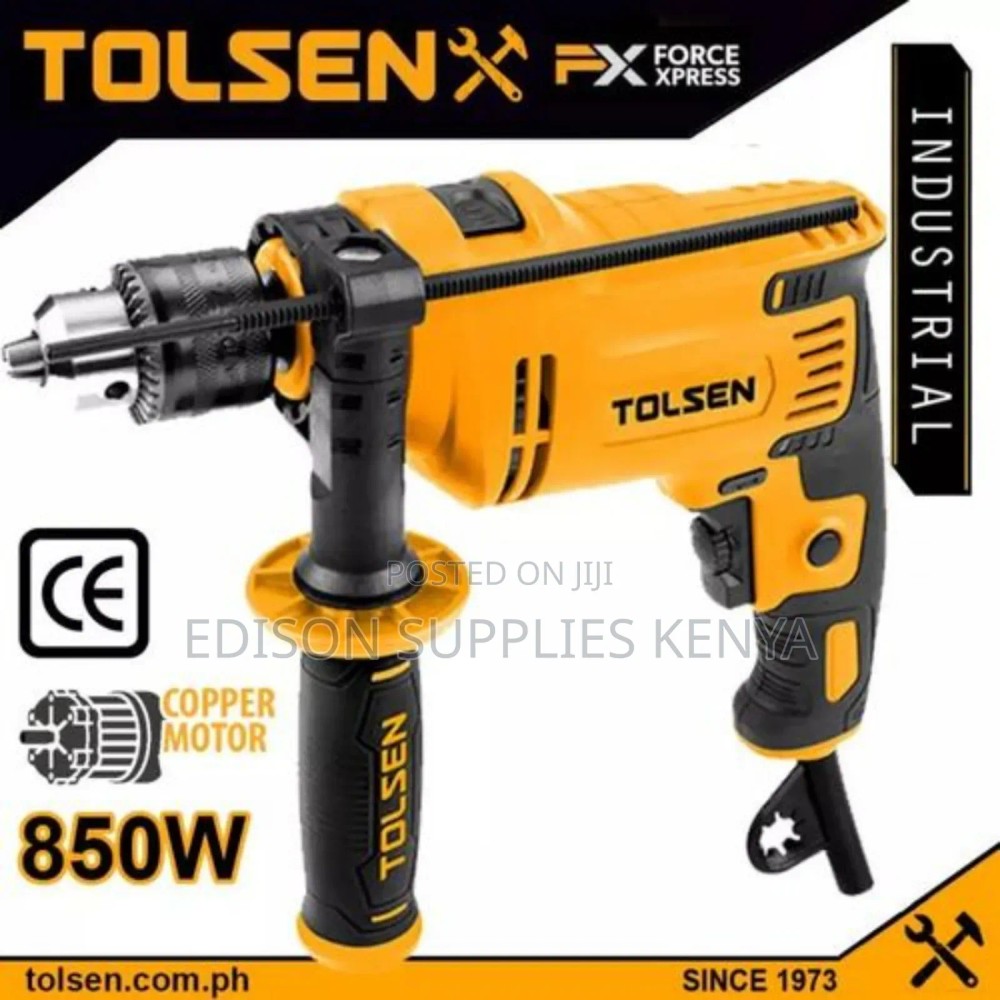 TOLSEN
FX FORCE
XPRESS
INDUSTRIAL
TOLSEN
CE
POSTED ON JIJI
EDISON SUPPLIES KENYA
COPPER
MOTOR
TOLSEN
850W
tolsen.com.ph
SINCE 1973